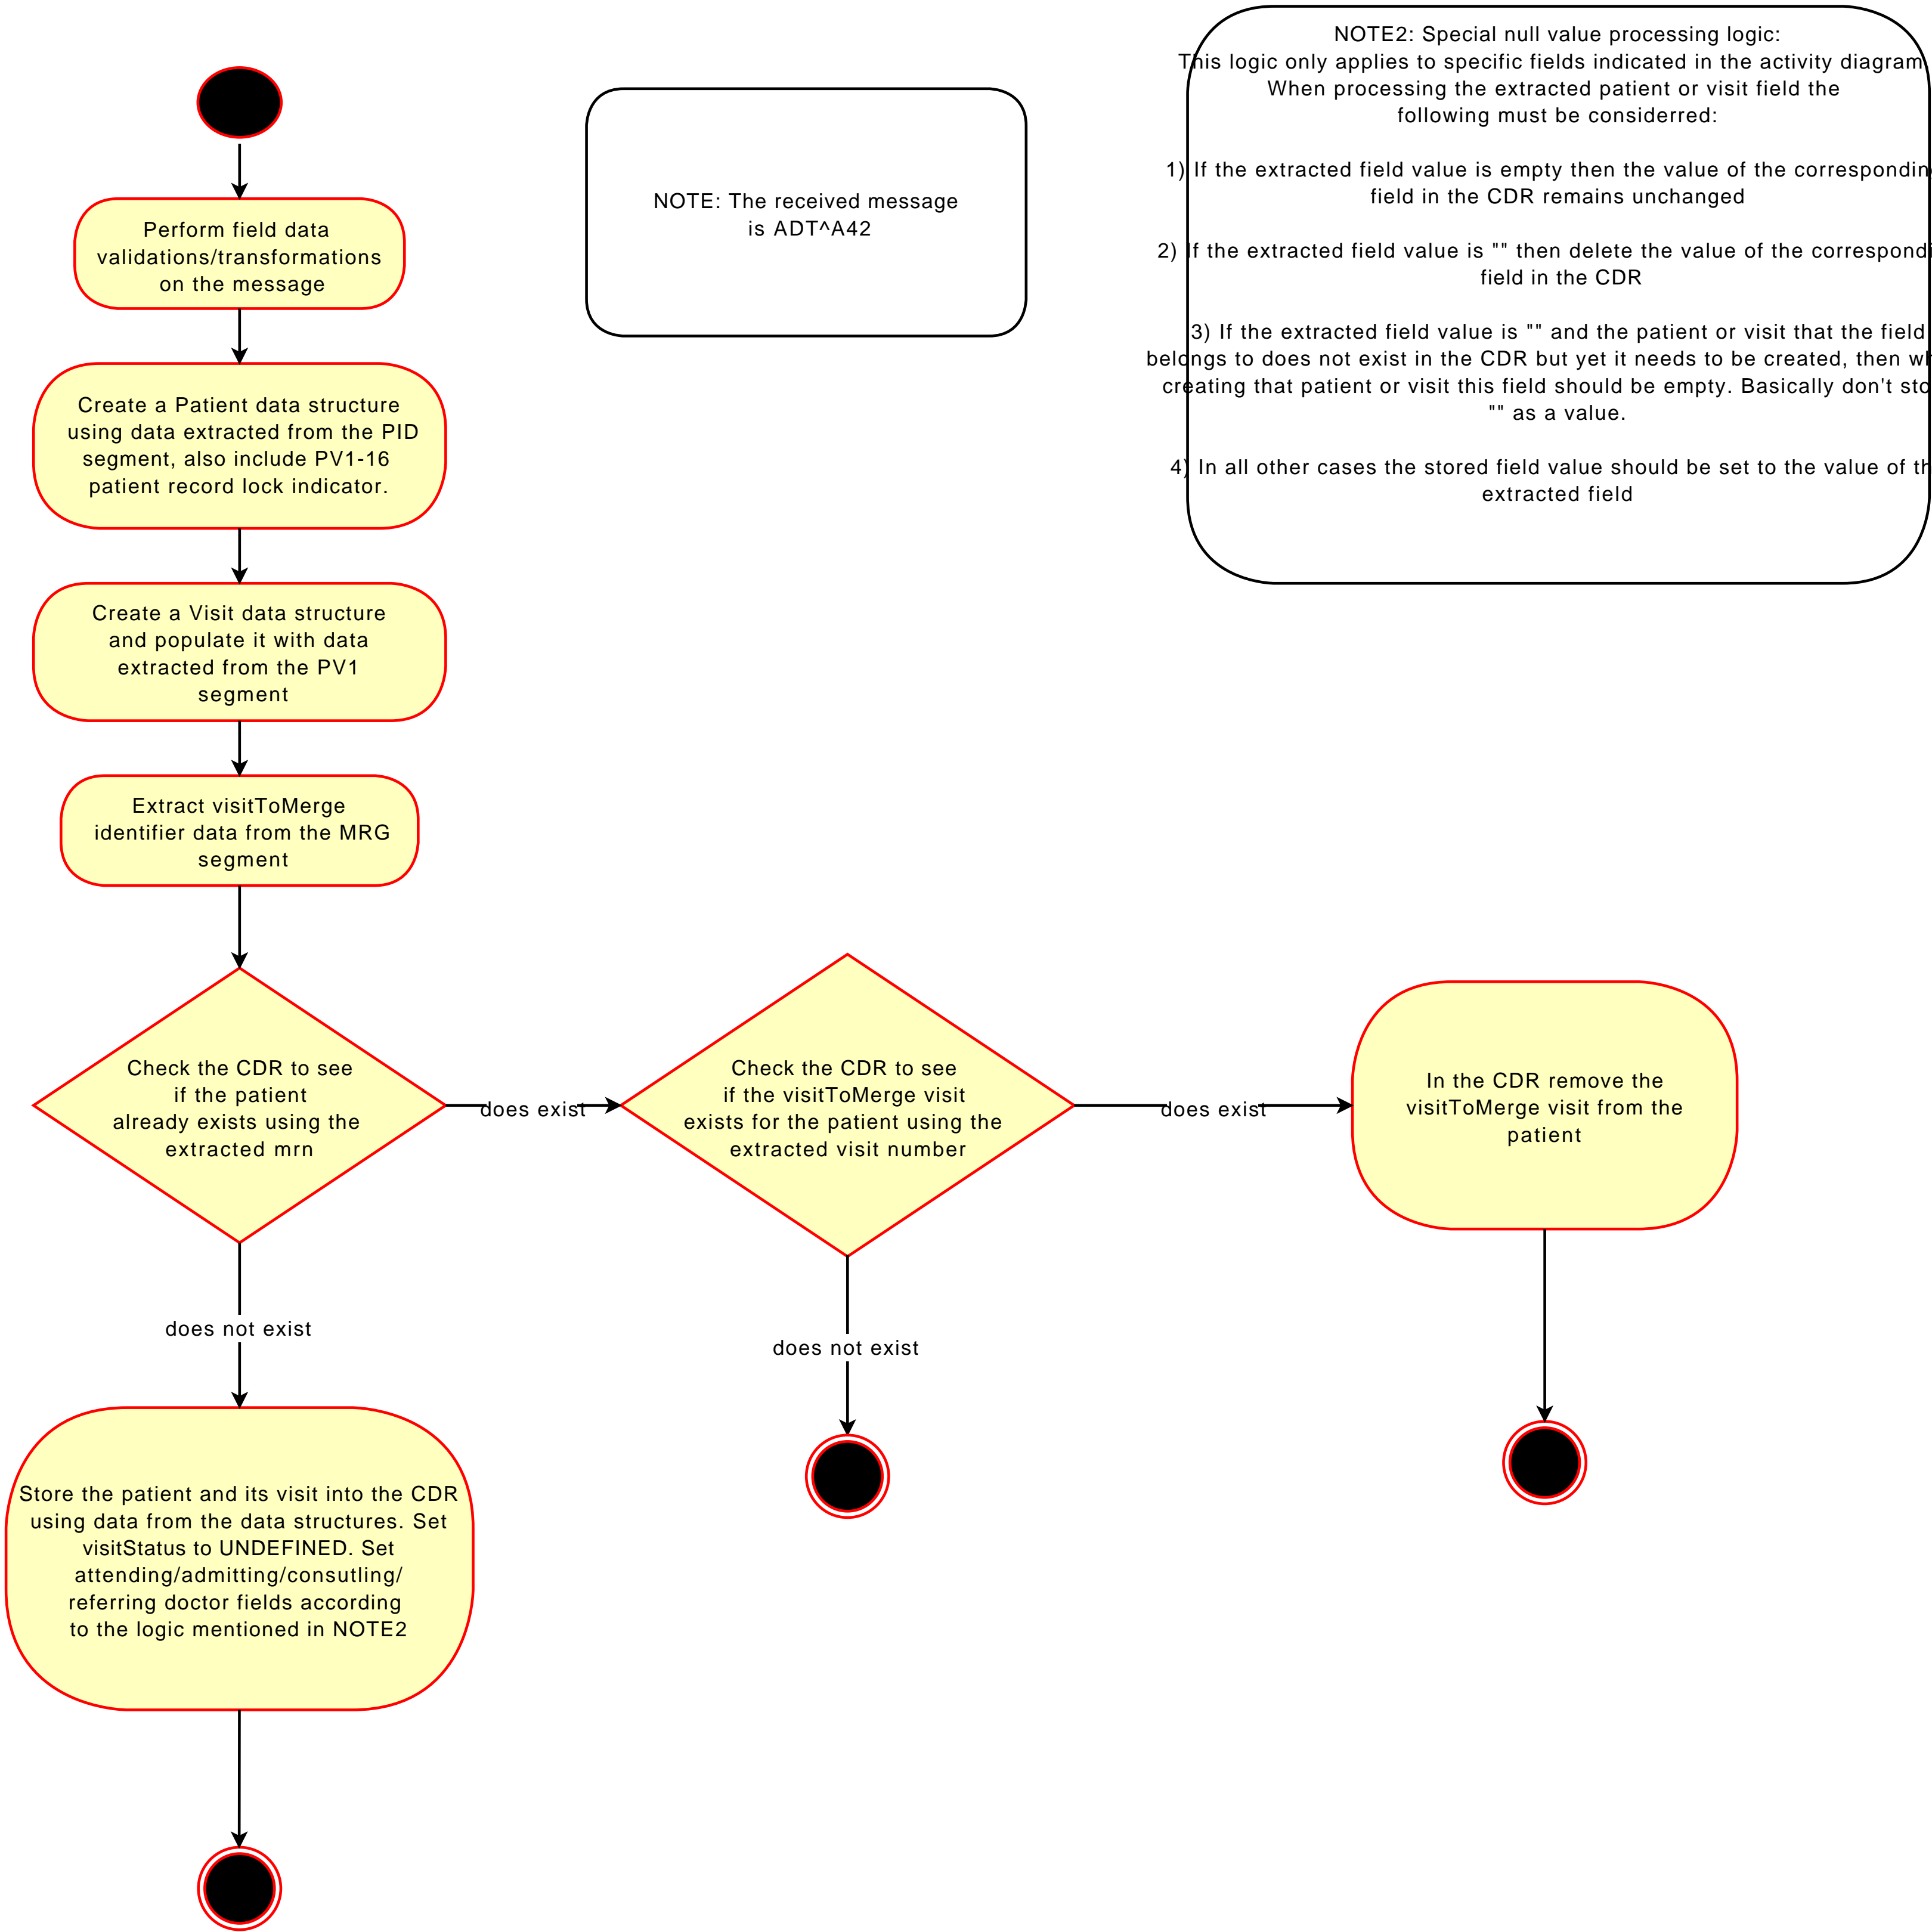 NOTE2: Special null value processing logic:
This logic only applies to specific fields indicated in the activity diagram
When processing the extracted patient or visit field the
following must be considerred:
1) If the extracted field value is empty then the value of the
field in the CDR remains unchanged
2) If the extracted field value is "" then delete the value of the
field in the CDR
3) If the extracted field value is "" and the patient or visit that the field
belongs to does not exist in the CDR but yet it needs to be created, then
creating that patient or visit this field should be empty. Basically don't
"" as a value.
4) In all other cases the stored field value should be set to the value of
extracted field
NOTE: The received message
is ADT^A42
Perform field data
validations/transformations
on the message
Create a Patient data structure
using data extracted from the PID
segment, also include PV1-16
patient record lock indicator.
Create a Visit data structure
and populate it with data
extracted from the PV1
segment
Extract visitToMerge
identifier data from the MRG
segment
Check the CDR to see
if the patient
already exists using the
extracted mrn
does exist
Check the CDR to see
if the visitToMerge visit
exists for the patient using the
extracted visit number
does exist
In the CDR remove the
visitToMerge visit from the
patient
does not exist
does not exist
Store the patient and its visit into the CDR
using data from the data structures. Set
visitStatus to UNDEFINED. Set
attending/admitting/consutling/
referring doctor fields according
to the logic mentioned in NOTE2